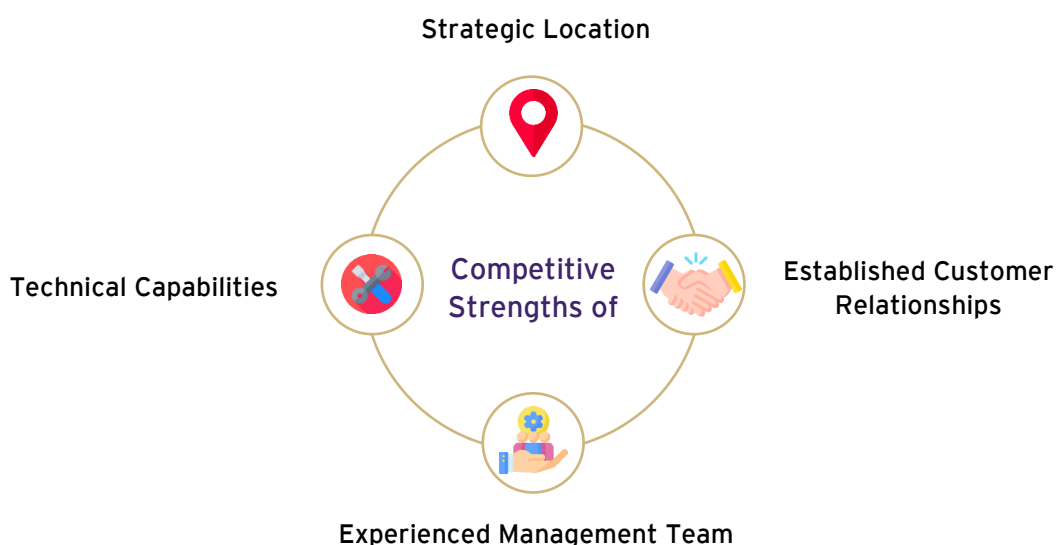 Strategic Location
Technical Capabilities
Competitive
Strengths of
Established Customer
Relationships
Experienced Management Team